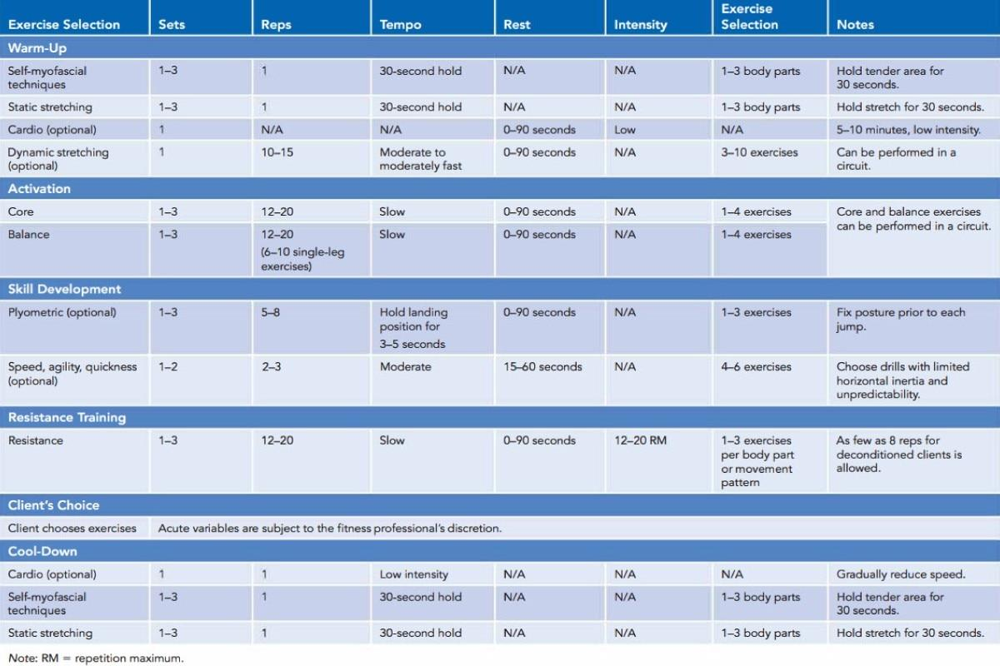 Exercise Selection Sets Reps Tempo Rest Intensity Exercise Selection Notes
Warm-Up
Self-myofascial techniques 1–3 1 30-second hold N/A N/A 1–3 body parts Hold tender area for 30 seconds.
Static stretching 1–3 1 30-second hold N/A N/A 1–3 body parts Hold stretch for 30 seconds.
Cardio (optional) 1 N/A N/A 0–90 seconds Low N/A 5–10 minutes, low intensity.
Dynamic stretching (optional) 1 10–15 Moderate to moderately fast 0–90 seconds N/A 3–10 exercises Can be performed in a circuit.
Activation
Core 1–3 12–20 Slow 0–90 seconds N/A 1–4 exercises Core and balance exercises can be performed in a circuit.
Balance 1–3 12–20 (6–10 single-leg exercises) Slow 0–90 seconds N/A 1–4 exercises
Skill Development
Plyometric (optional) 1–3 5–8 Hold landing position for 3–5 seconds 0–90 seconds N/A 1–3 exercises Fix posture prior to each jump.
Speed, agility, quickness (optional) 1–2 2–3 Moderate 15–60 seconds N/A 4–6 exercises Choose drills with limited horizontal inertia and unpredictability.
Resistance Training
Resistance 1–3 12–20 Slow 0–90 seconds 12–20 RM 1–3 exercises per body part or movement pattern As few as 8 reps for deconditioned clients is allowed.
Client's Choice
Client chooses exercises Acute variables are subject to the fitness professional's discretion.
Cool-Down
Cardio (optional) 1 1 Low intensity N/A N/A N/A Gradually reduce speed.
Self-myofascial techniques 1–3 1 30-second hold N/A N/A 1–3 body parts Hold tender area for 30 seconds.
Static stretching 1–3 1 30-second hold N/A N/A 1–3 body parts Hold stretch for 30 seconds.
Note: RM = repetition maximum.